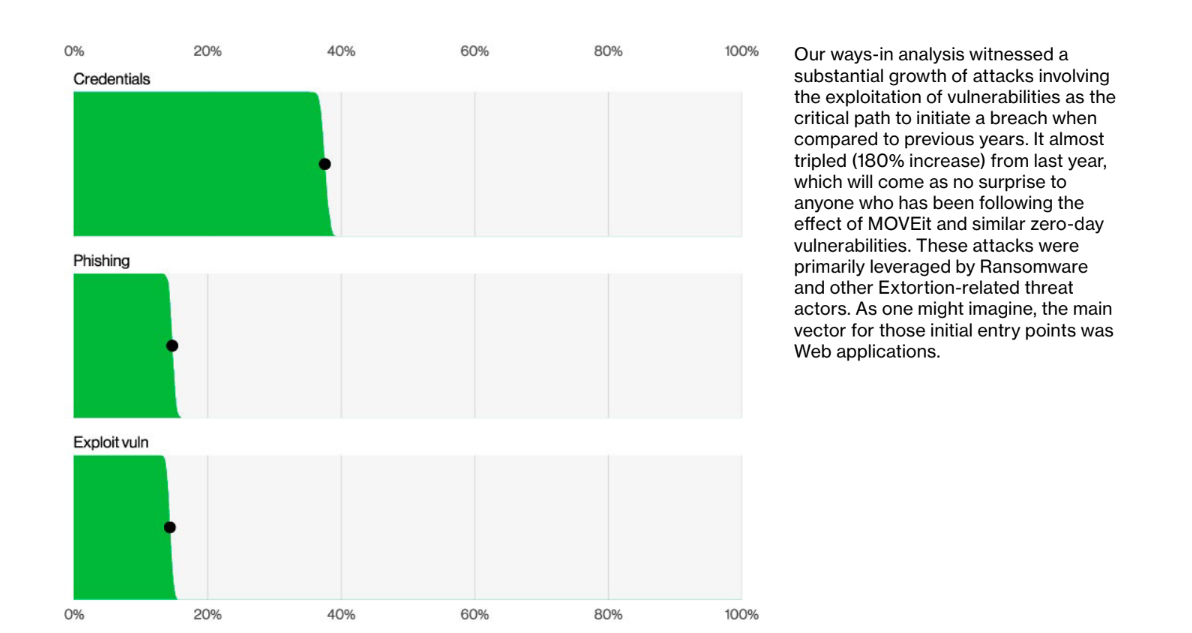 0% 20% 40% 60% 80% 100%
Credentials
Phishing
Exploit vuln
0% 20% 40% 60% 80% 100%
Our ways-in analysis witnessed a
substantial growth of attacks involving
the exploitation of vulnerabilities as the
critical path to initiate a breach when
compared to previous years. It almost
tripled (180% increase) from last year,
which will come as no surprise to
anyone who has been following the
effect of MOVEit and similar zero-day
vulnerabilities. These attacks were
primarily leveraged by Ransomware
and other Extortion-related threat
actors. As one might imagine, the main
vector for those initial entry points was
Web applications.